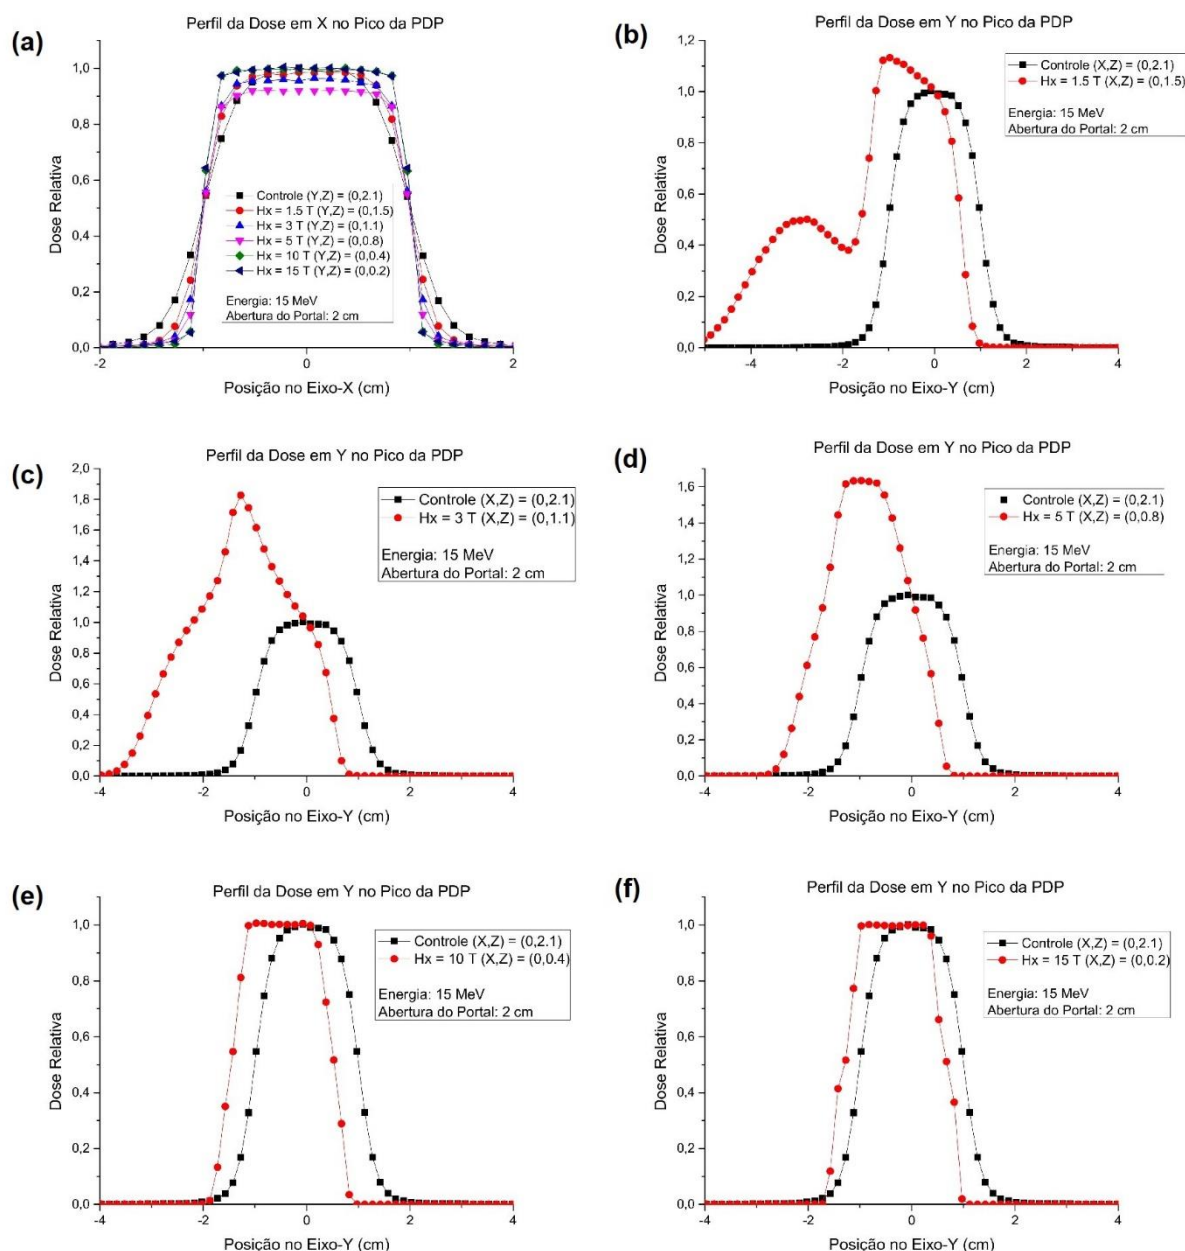 (a)
Perfil da Dose em X no Pico da PDP
Dose Relativa
1,0
0,8
0,6
0,4
0,2
0,0
Controle (Y,Z) = (0,2.1)
Hx = 1.5 T (Y,Z) = (0,1.5)
Hx = 3 T (Y,Z) = (0,1.1)
Hx = 5 T (Y,Z) = (0,0.8)
Hx = 10 T (Y,Z) = (0,0.4)
Hx = 15 T (Y,Z) = (0,0.2)
Energia: 15 MeV
Abertura do Portal: 2 cm
-2 0 2
Posição no Eixo-X (cm)
(b)
Perfil da Dose em Y no Pico da PDP
Dose Relativa
1,2
1,0
0,8
0,6
0,4
0,2
0,0
Controle (X,Z) = (0,2.1)
Hx = 1.5 T (X,Z) = (0,1.5)
Energia: 15 MeV
Abertura do Portal: 2 cm
-4 -2 0 2 4
Posição no Eixo-Y (cm)
(c)
Perfil da Dose em Y no Pico da PDP
Dose Relativa
2,0
1,8
1,6
1,4
1,2
1,0
0,8
0,6
0,4
0,2
0,0
Controle (X,Z) = (0,2.1)
Hx = 3 T (X,Z) = (0,1.1)
Energia: 15 MeV
Abertura do Portal: 2 cm
-4 -2 0 2 4
Posição no Eixo-Y (cm)
(d)
Perfil da Dose em Y no Pico da PDP
Dose Relativa
1,6
1,4
1,2
1,0
0,8
0,6
0,4
0,2
0,0
Controle (X,Z) = (0,2.1)
Hx = 5 T (X,Z) = (0,0.8)
Energia: 15 MeV
Abertura do Portal: 2 cm
-4 -2 0 2 4
Posição no Eixo-Y (cm)
(e)
Perfil da Dose em Y no Pico da PDP
Dose Relativa
1,0
0,8
0,6
0,4
0,2
0,0
Controle (X,Z) = (0,2.1)
Hx = 10 T (X,Z) = (0,0.4)
Energia: 15 MeV
Abertura do Portal: 2 cm
-4 -2 0 2 4
Posição no Eixo-Y (cm)
(f)
Perfil da Dose em Y no Pico da PDP
Dose Relativa
1,0
0,8
0,6
0,4
0,2
0,0
Controle (X,Z) = (0,2.1)
Hx = 15 T (X,Z) = (0,0.2)
Energia: 15 MeV
Abertura do Portal: 2 cm
-4 -2 0 2 4
Posição no Eixo-Y (cm)